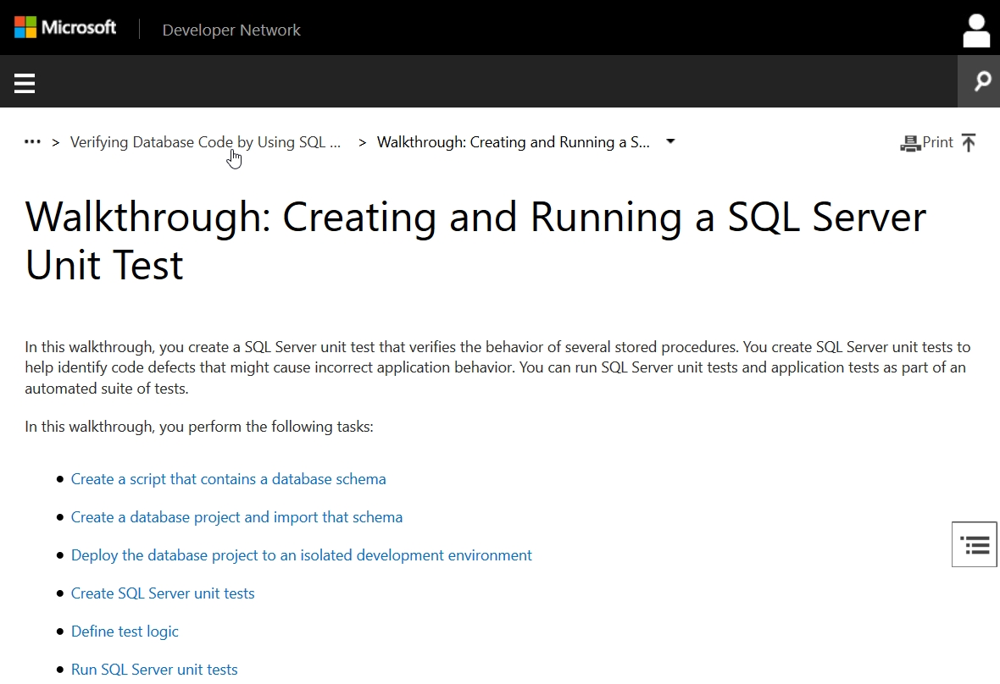 Microsoft Developer Network
... > Verifying Database Code by Using SQL ... > Walkthrough: Creating and Running a S... Print
Walkthrough: Creating and Running a SQL Server
Unit Test
In this walkthrough, you create a SQL Server unit test that verifies the behavior of several stored procedures. You create SQL Server unit tests to
help identify code defects that might cause incorrect application behavior. You can run SQL Server unit tests and application tests as part of an
automated suite of tests.
In this walkthrough, you perform the following tasks:
• Create a script that contains a database schema
• Create a database project and import that schema
• Deploy the database project to an isolated development environment
• Create SQL Server unit tests
• Define test logic
• Run SQL Server unit tests